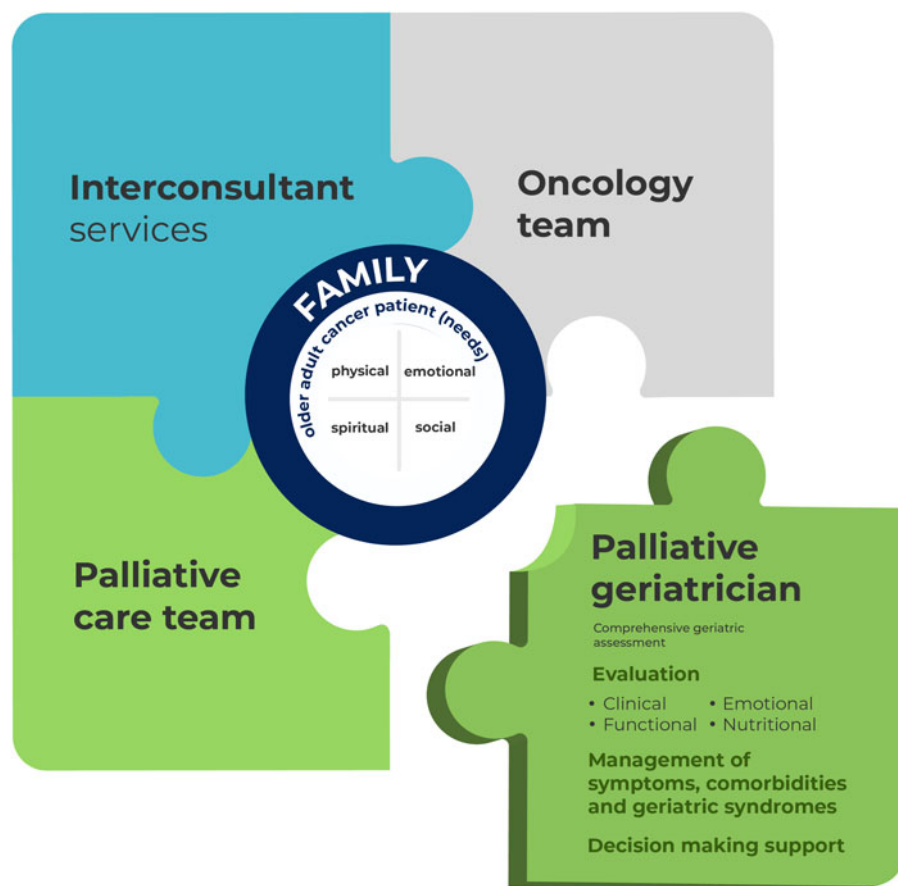 Interconsultant
services
Oncology
team
FAMILY
older adult cancer patient (needs)
physical
emotional
spiritual
social
Palliative
care team
Palliative
geriatrician
Comprehensive geriatric
assessment
Evaluation
• Clinical • Emotional
• Functional • Nutritional
Management of
symptoms, comorbidities
and geriatric syndromes
Decision making support